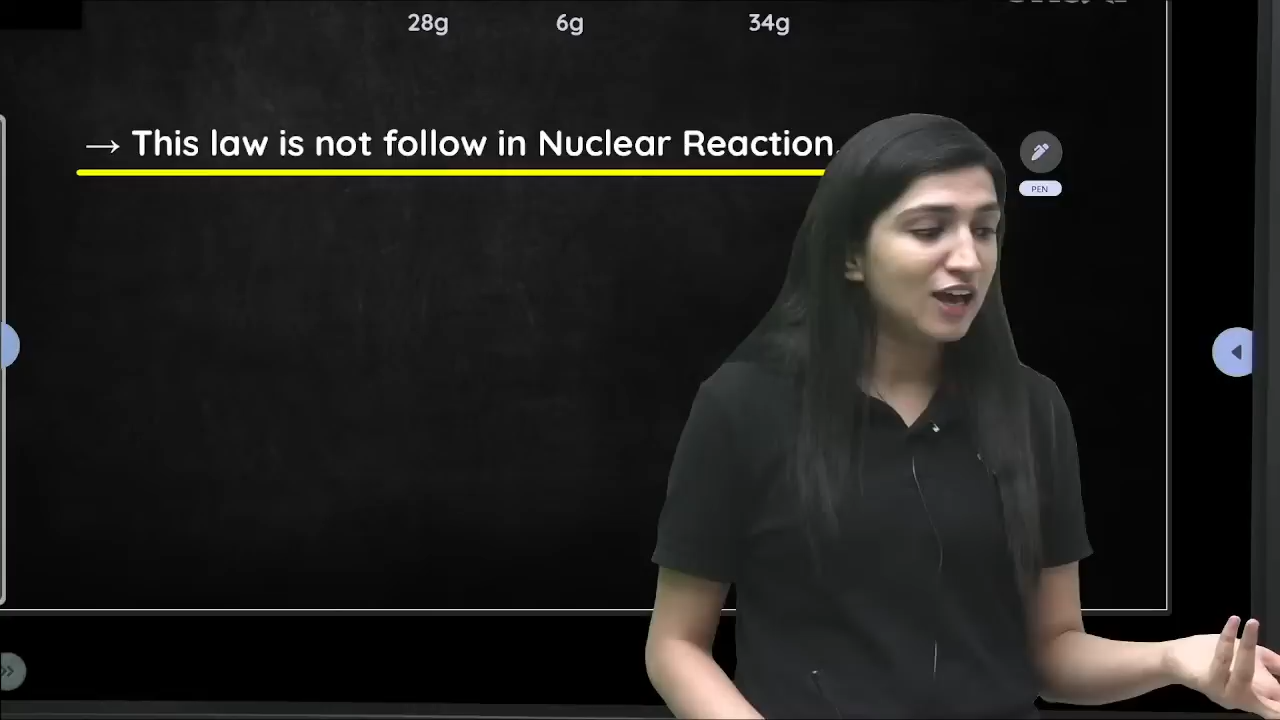 28g 6g 34g
→ This law is not follow in Nuclear Reaction.
PEN